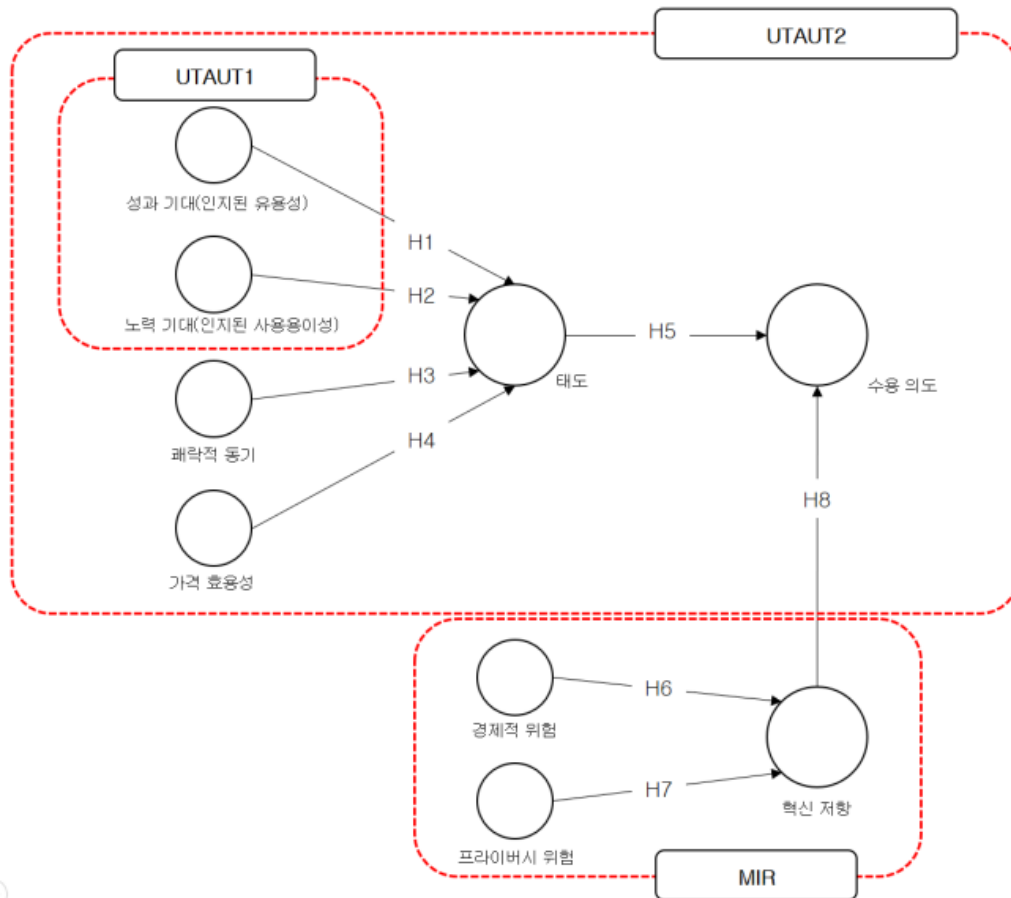 UTAUT2
UTAUT1
성과 기대(인지된 유용성)
H1
노력 기대(인지된 사용용이성)
H2
H3
쾌락적 동기
H4
가격 효용성
태도
H5
수용 의도
H8
경제적 위험
H6
프라이버시 위험
H7
혁신 저항
MIR